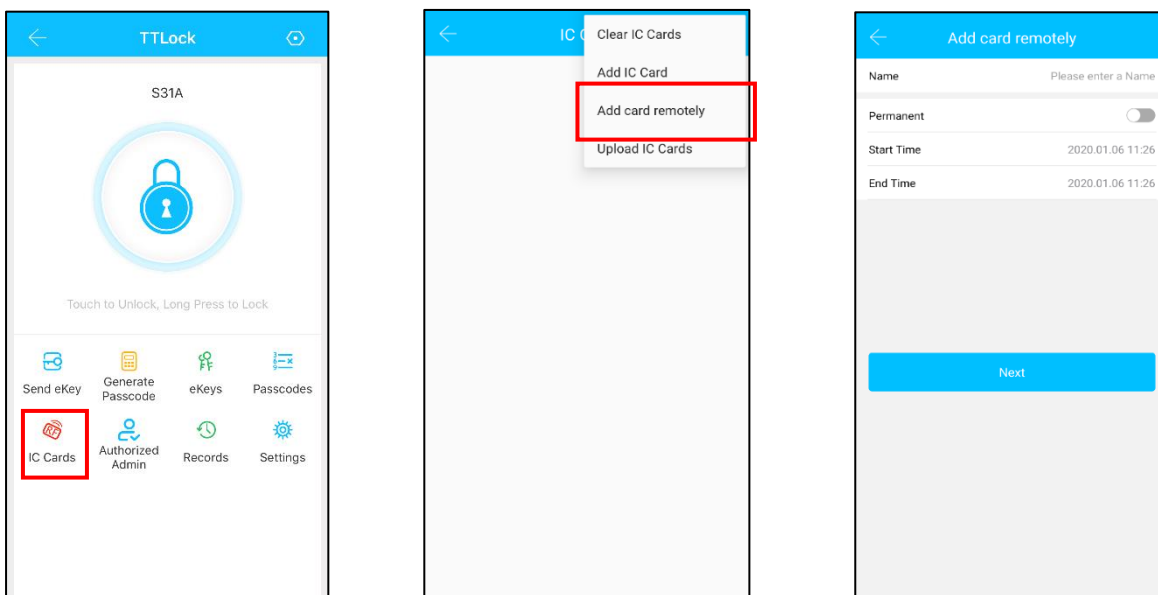 TTLock
S31A
Touch to Unlock, Long Press to Lock
Send eKey
Generate
Passcode
eKeys
Passcodes
RF
IC Cards
Authorized
Admin
Records
Settings
IC
Clear IC Cards
Add IC Card
Add card remotely
Upload IC Cards
Add card remotely
Name Please enter a Name
Permanent
Start Time 2020.01.06 11:26
End Time 2020.01.06 11:26
Next